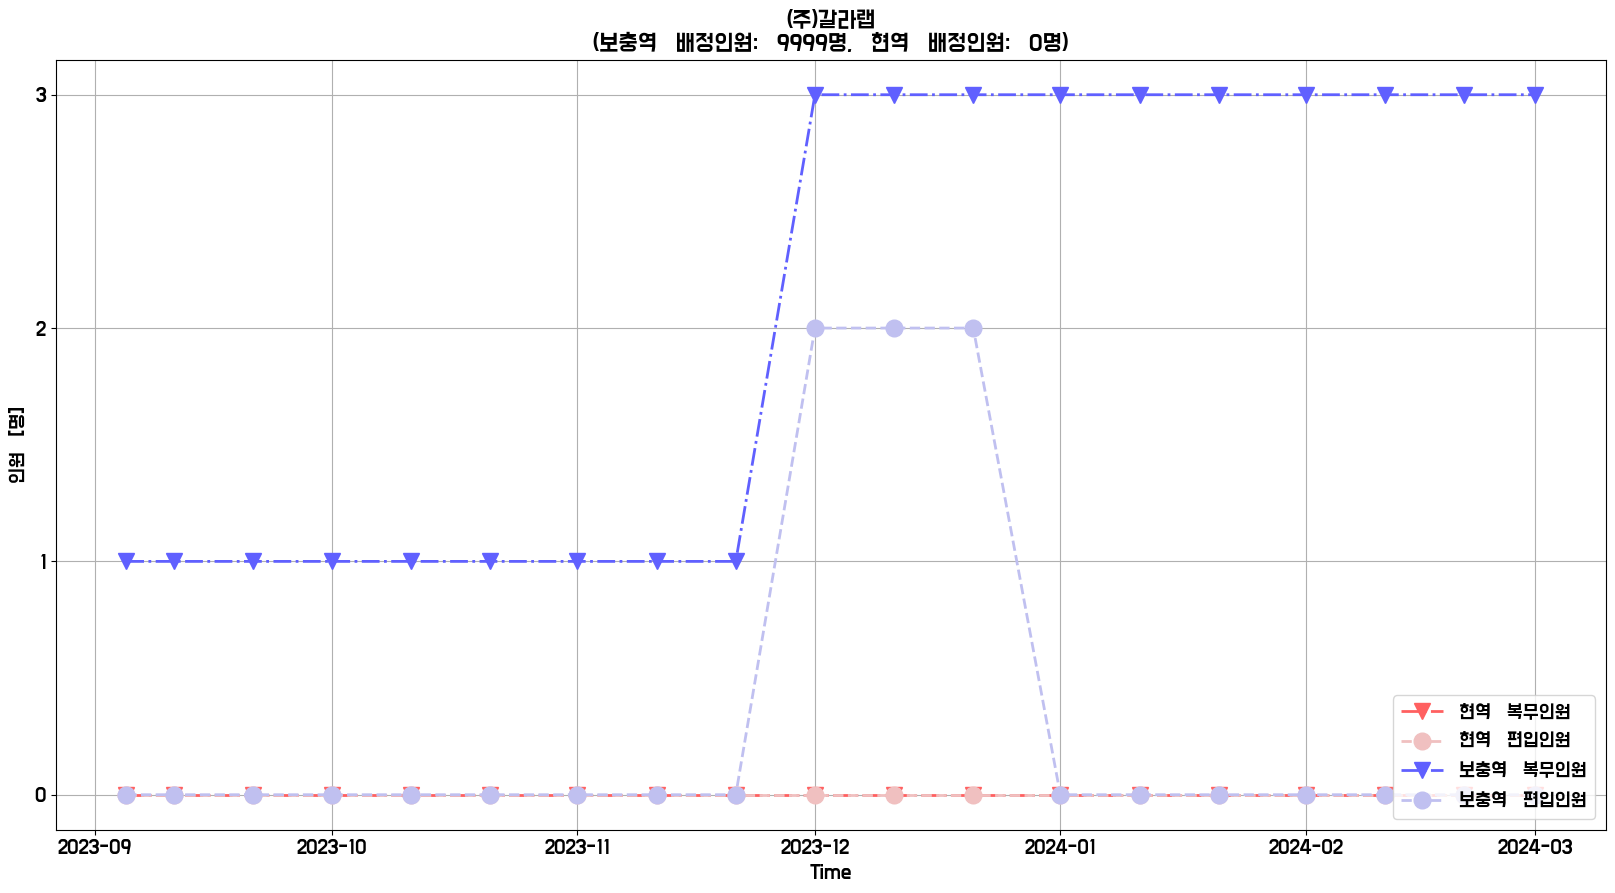 (주)갈라랩
(보충역 배정인원: 9999명, 현역 배정인원: 0명)
3
2
1
0
인원 [명]
2023-09 2023-10 2023-11 2023-12 2024-01 2024-02 2024-03
Time
현역 복무인원
현역 편입인원
보충역 복무인원
보충역 편입인원